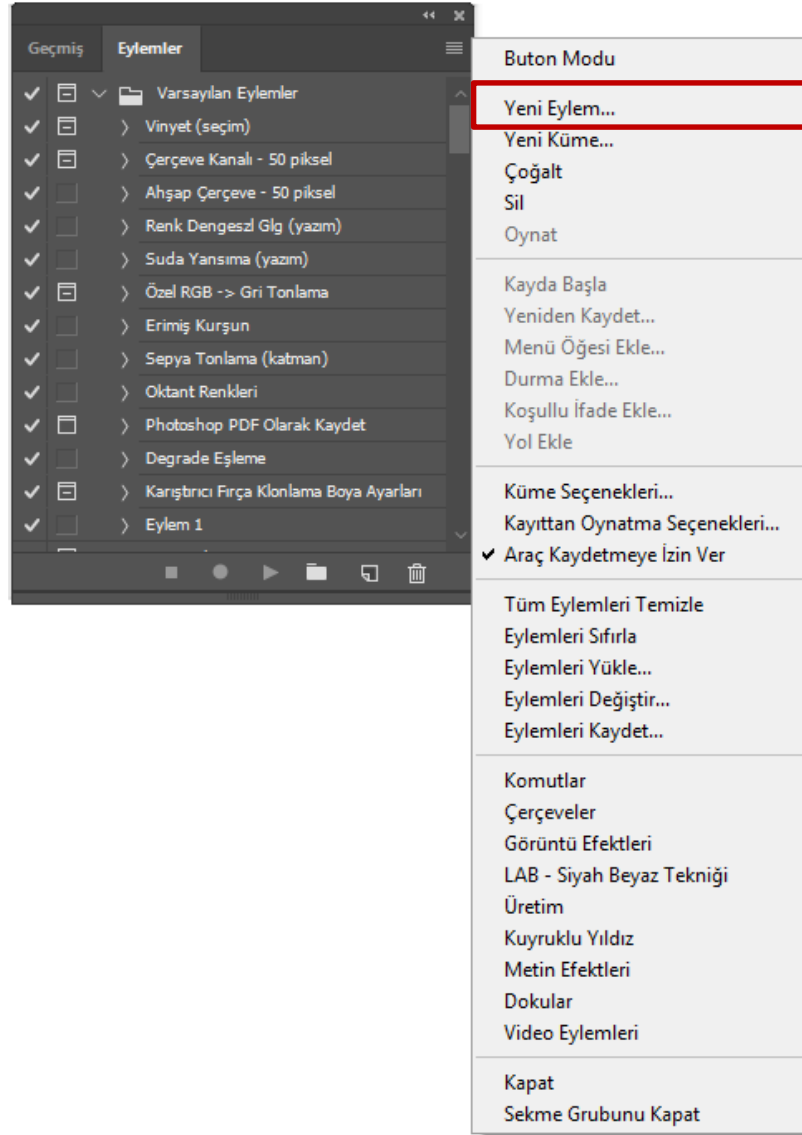 Geçmiş
Eylemler
Varsayılan Eylemler
Vinyet (seçim)
Çerçeve Kanalı - 50 piksel
Ahşap Çerçeve - 50 piksel
Renk Dengeszl Glg (yazım)
Suda Yansıma (yazım)
Özel RGB -> Gri Tonlama
Erimiş Kurşun
Sepya Tonlama (katman)
Oktant Renkleri
Photoshop PDF Olarak Kaydet
Degrade Eşleme
Karıştırıcı Fırça Klonlama Boya Ayarları
Eylem 1
Buton Modu
Yeni Eylem...
Yeni Küme...
Çoğalt
Sil
Oynat
Kayda Başla
Yeniden Kaydet...
Menü Öğesi Ekle...
Durma Ekle...
Koşullu İfade Ekle...
Yol Ekle
Küme Seçenekleri...
Kayıttan Oynatma Seçenekleri...
Araç Kaydetmeye İzin Ver
Tüm Eylemleri Temizle
Eylemleri Sıfırla
Eylemleri Yükle...
Eylemleri Değiştir...
Eylemleri Kaydet...
Komutlar
Çerçeveler
Görüntü Efektleri
LAB - Siyah Beyaz Tekniği
Üretim
Kuyruklu Yıldız
Metin Efektleri
Dokular
Video Eylemleri
Kapat
Sekme Grubunu Kapat